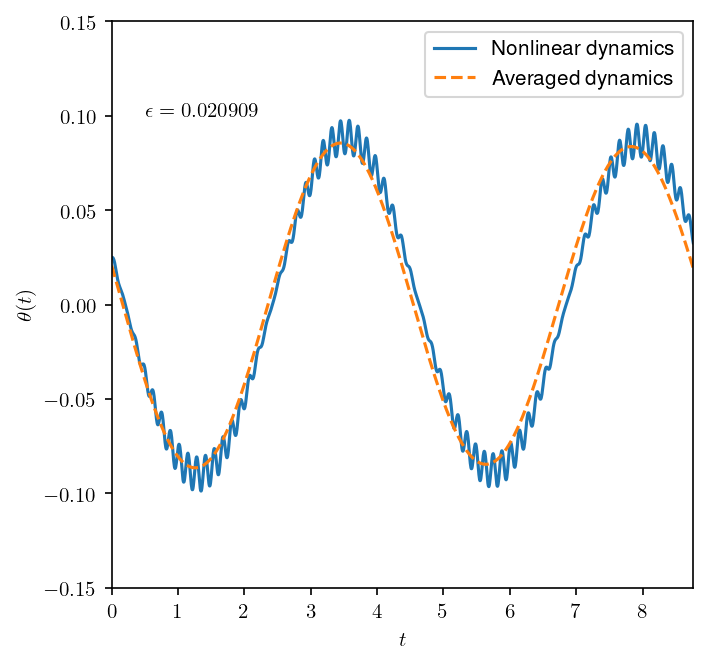 0.15
0.10
0.05
0.00
−0.05
−0.10
−0.15
θ(t)
ϵ = 0.020909
Nonlinear dynamics
Averaged dynamics
0 1 2 3 4 5 6 7 8
t